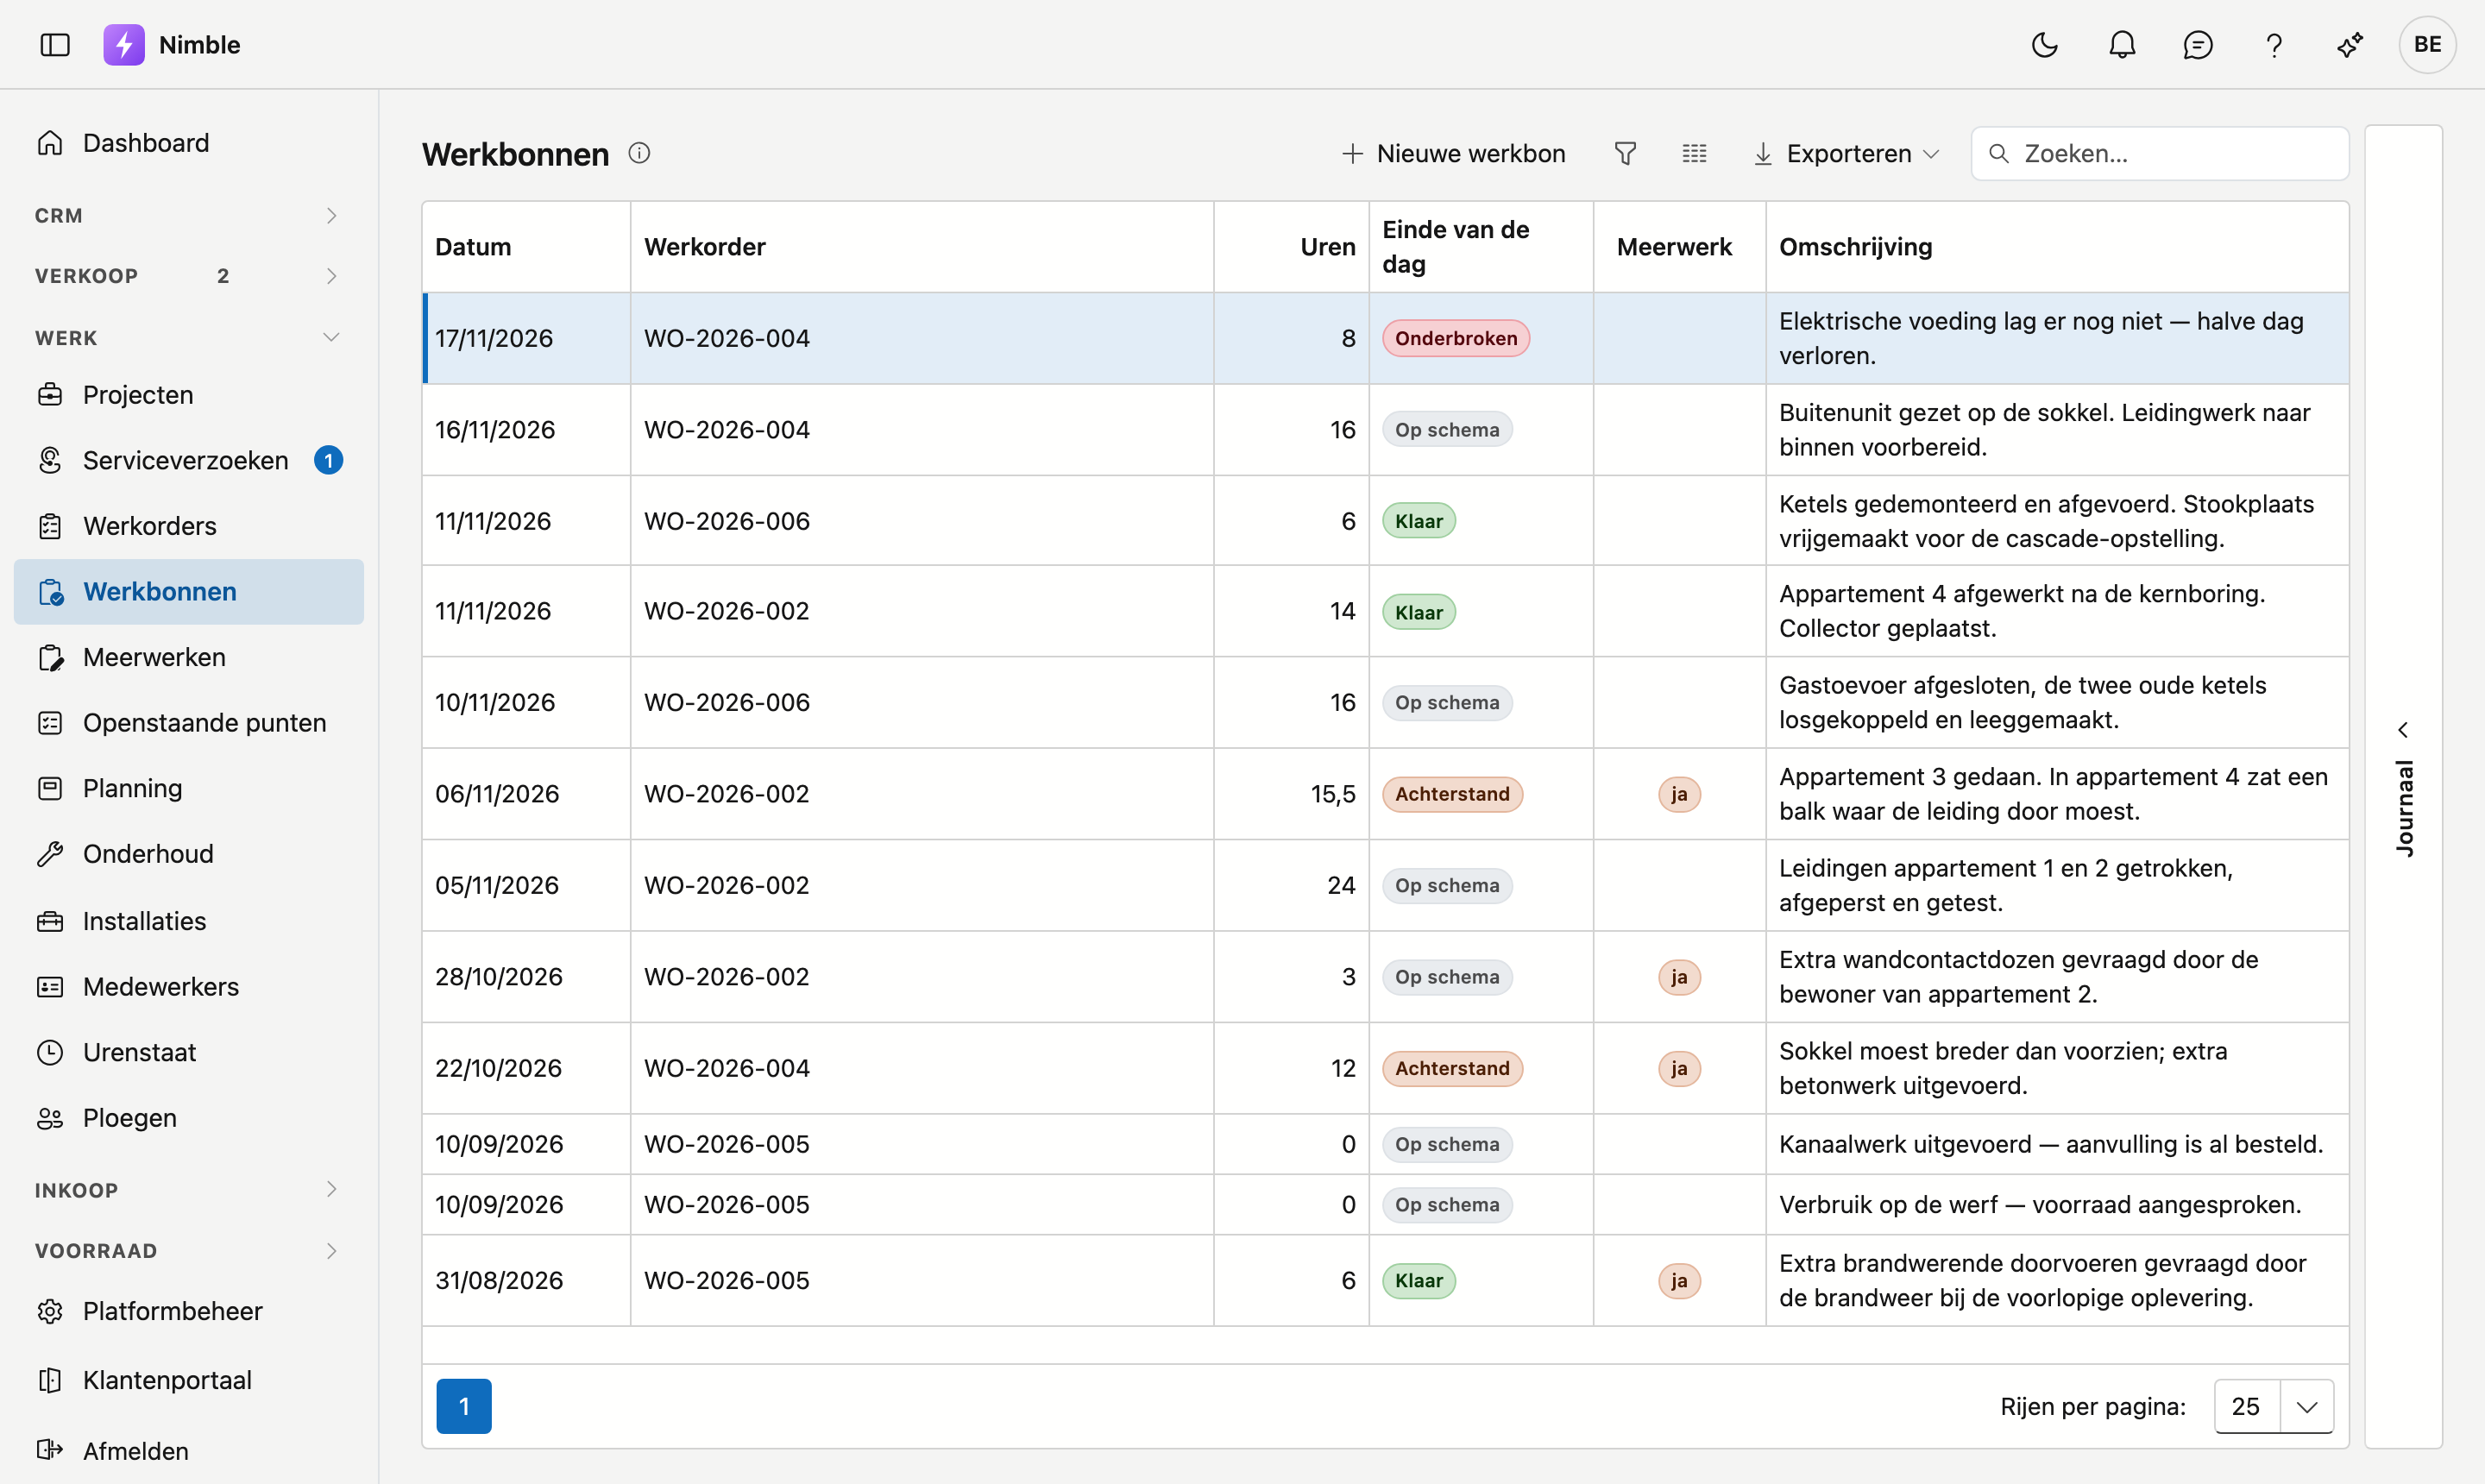 Nimble
BE
Dashboard
CRM
VERKOOP 2
WERK
Projecten
Serviceverzoeken 1
Werkorders
Werkbonnen
Meerwerken
Openstaande punten
Planning
Onderhoud
Installaties
Medewerkers
Urenstaat
Ploegen
INKOOP
VOORRAAD
Platformbeheer
Klantenportaal
Afmelden
Werkbonnen
Nieuwe werkbon
Exporteren
Zoeken...
Datum Werkorder Uren Einde van de dag Meerwerk Omschrijving
17/11/2026 WO-2026-004 8 Onderbroken Elektrische voeding lag er nog niet — halve dag
verloren.
16/11/2026 WO-2026-004 16 Op schema Buitenunit gezet op de sokkel. Leidingwerk naar
binnen voorbereid.
11/11/2026 WO-2026-006 6 Klaar Ketels gedemonteerd en afgevoerd. Stookplaats
vrijgemaakt voor de cascade-opstelling.
11/11/2026 WO-2026-002 14 Klaar Appartement 4 afgewerkt na de kernboring.
Collector geplaatst.
10/11/2026 WO-2026-006 16 Op schema Gastoevoer afgesloten, de twee oude ketels
losgekoppeld en leeggemaakt.
06/11/2026 WO-2026-002 15,5 Achterstand ja Appartement 3 gedaan. In appartement 4 zat een
balk waar de leiding door moest.
05/11/2026 WO-2026-002 24 Op schema Leidingen appartement 1 en 2 getrokken,
afgeperst en getest.
28/10/2026 WO-2026-002 3 Op schema ja Extra wandcontactdozen gevraagd door de
bewoner van appartement 2.
22/10/2026 WO-2026-004 12 Achterstand ja Sokkel moest breder dan voorzien; extra
betonwerk uitgevoerd.
10/09/2026 WO-2026-005 0 Op schema Kanaalwerk uitgevoerd — aanvulling is al besteld.
10/09/2026 WO-2026-005 0 Op schema Verbruik op de werf — voorraad aangesproken.
31/08/2026 WO-2026-005 6 Klaar ja Extra brandwerende doorvoeren gevraagd door
de brandweer bij de voorlopige oplevering.
1
Rijen per pagina: 25
Journaal